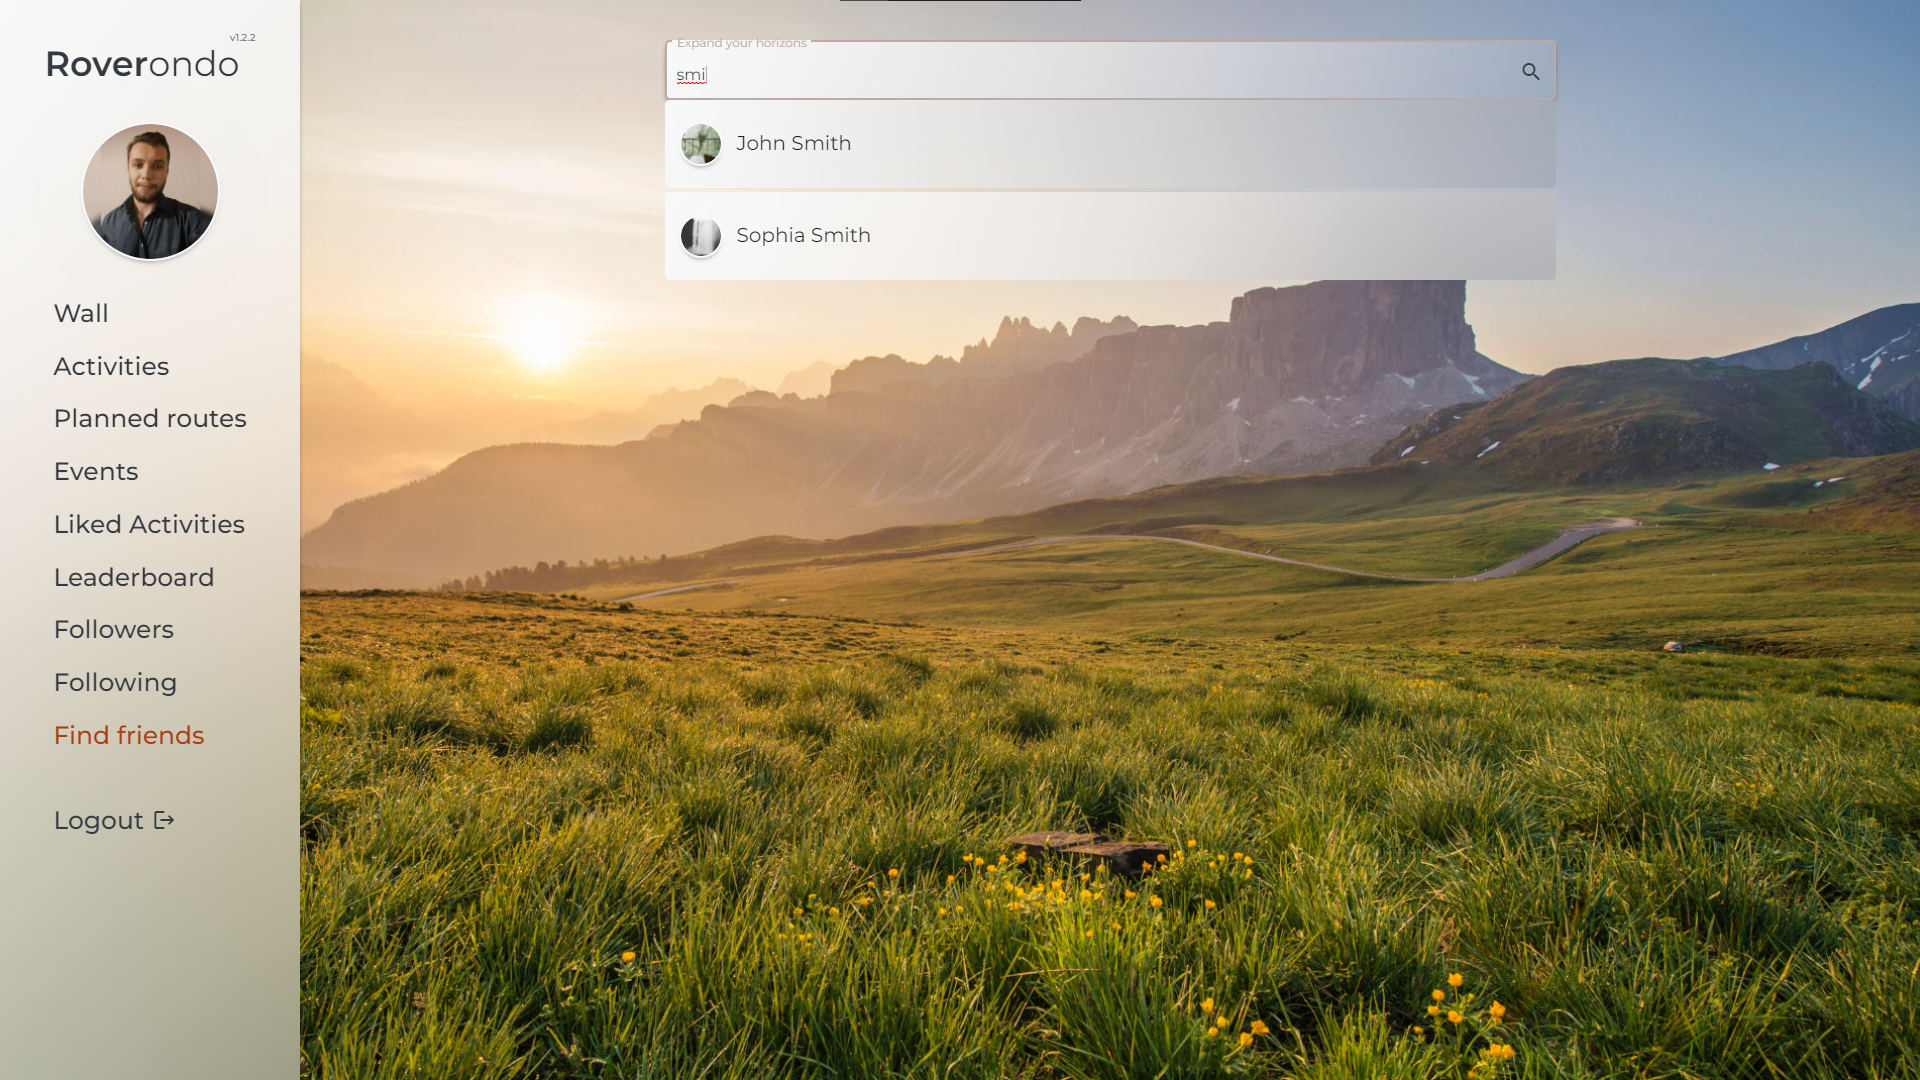 v1.2.2
Roverondo
Wall
Activities
Planned routes
Events
Liked Activities
Leaderboard
Followers
Following
Find friends
Logout
Expand your horizons
smi
John Smith
Sophia Smith